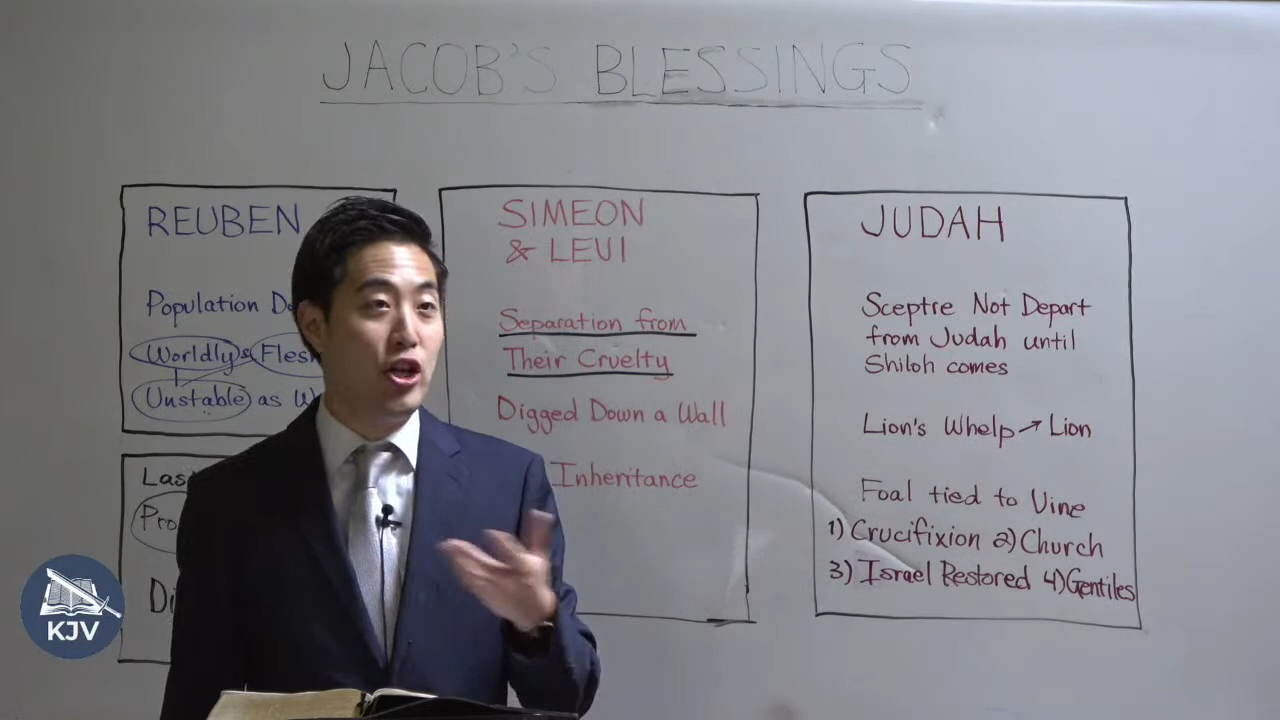 JACOB'S BLESSINGS
REUBEN
Population
Worldly &
Unstable as
SIMEON
& LEVI
Separation from
Their Cruelty
Digged Down a Wall
Inheritance
JUDAH
Sceptre Not Depart
from Judah until
Shiloh comes
Lion's Whelp → Lion
Foal tied to Vine
1) Crucifixion 2) Church
3) Israel Restored 4) Gentiles
KJV